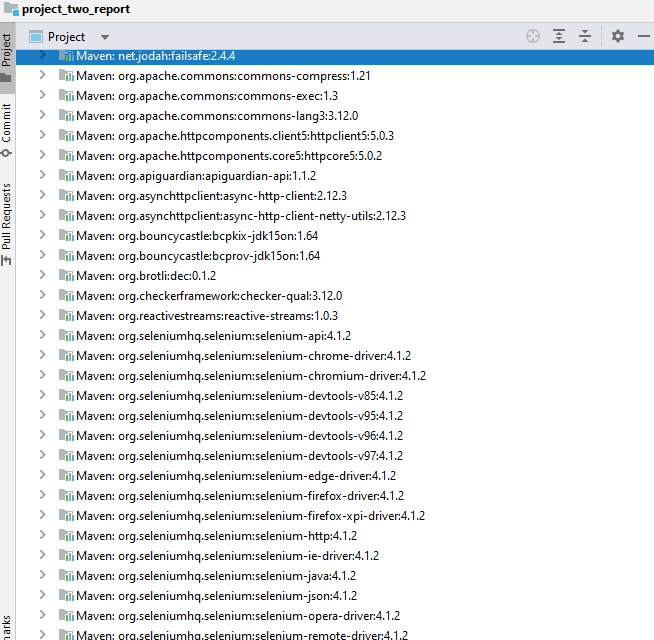 project_two_report
Project
Project
Commit
Pull Requests
Maven: net.jodah:failsafe:2.4.4
Maven: org.apache.commons:commons-compress:1.21
Maven: org.apache.commons:commons-exec:1.3
Maven: org.apache.commons:commons-lang3:3.12.0
Maven: org.apache.httpcomponents.client5:httpclient5:5.0.3
Maven: org.apache.httpcomponents.core5:httpcore5:5.0.2
Maven: org.apiguardian:apiguardian-api:1.1.2
Maven: org.asynchttpclient:async-http-client:2.12.3
Maven: org.asynchttpclient:async-http-client-netty-utils:2.12.3
Maven: org.bouncycastle:bcpkix-jdk15on:1.64
Maven: org.bouncycastle:bcprov-jdk15on:1.64
Maven: org.brotli:dec:0.1.2
Maven: org.checkerframework:checker-qual:3.12.0
Maven: org.reactivestreams:reactive-streams:1.0.3
Maven: org.seleniumhq.selenium:selenium-api:4.1.2
Maven: org.seleniumhq.selenium:selenium-chrome-driver:4.1.2
Maven: org.seleniumhq.selenium:selenium-chromium-driver:4.1.2
Maven: org.seleniumhq.selenium:selenium-devtools-v85:4.1.2
Maven: org.seleniumhq.selenium:selenium-devtools-v95:4.1.2
Maven: org.seleniumhq.selenium:selenium-devtools-v96:4.1.2
Maven: org.seleniumhq.selenium:selenium-devtools-v97:4.1.2
Maven: org.seleniumhq.selenium:selenium-edge-driver:4.1.2
Maven: org.seleniumhq.selenium:selenium-firefox-driver:4.1.2
Maven: org.seleniumhq.selenium:selenium-firefox-xpi-driver:4.1.2
Maven: org.seleniumhq.selenium:selenium-http:4.1.2
Maven: org.seleniumhq.selenium:selenium-ie-driver:4.1.2
Maven: org.seleniumhq.selenium:selenium-java:4.1.2
Maven: org.seleniumhq.selenium:selenium-json:4.1.2
Maven: org.seleniumhq.selenium:selenium-opera-driver:4.1.2
Maven: org.seleniumhq.selenium:selenium-remote-driver:4.1.2